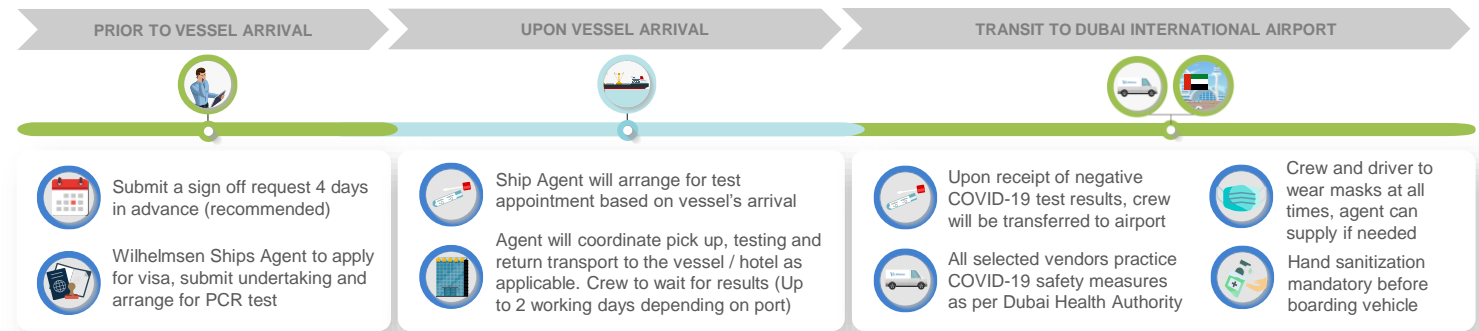 PRIOR TO VESSEL ARRIVAL
UPON VESSEL ARRIVAL
TRANSIT TO DUBAI INTERNATIONAL AIRPORT
Submit a sign off request 4 days
in advance (recommended)
Wilhelmsen Ships Agent to apply
for visa, submit undertaking and
arrange for PCR test
Ship Agent will arrange for test
appointment based on vessel's arrival
Agent will coordinate pick up, testing and
return transport to the vessel / hotel as
applicable. Crew to wait for results (Up
to 2 working days depending on port)
Upon receipt of negative
COVID-19 test results, crew
will be transferred to airport
All selected vendors practice
COVID-19 safety measures
as per Dubai Health Authority
Crew and driver to
wear masks at all
times, agent can
supply if needed
Hand sanitization
mandatory before
boarding vehicle